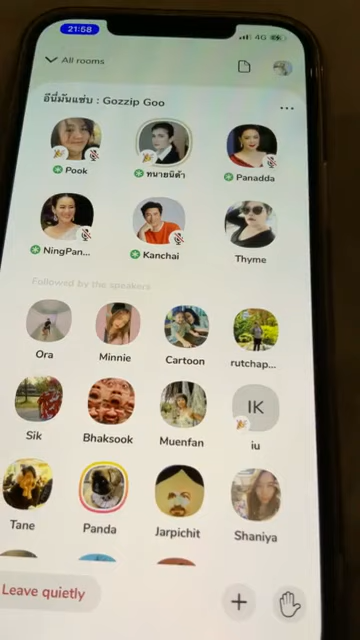 21:58
4G
All rooms
อีนี่มันแซ่บ : Gozzip Goo
Pook
ทนายนิด้า
Panadda
NingPan...
Kanchai
Thyme
Followed by the speakers
Ora
Minnie
Cartoon
rutchap...
Sik
Bhaksook
Muenfan
IK
iu
Tane
Panda
Jarpichit
Shaniya
Leave quietly